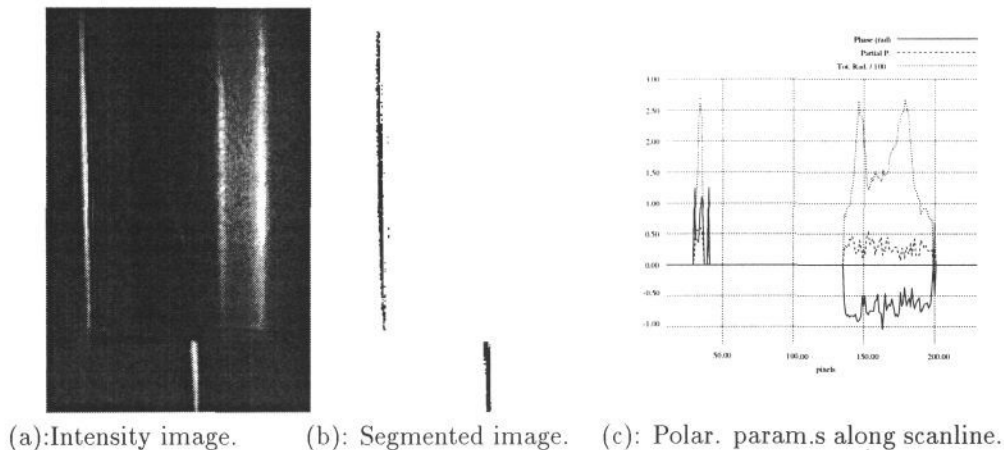 Phase (rad)
Partial P.
Tot. Rad. / 100
3.00
2.50
2.00
1.50
1.00
0.50
0.00
-0.50
-1.00
50.00 100.00 150.00 200.00
pixels
(a):Intensity image. (b): Segmented image. (c): Polar. param.s along scanline.